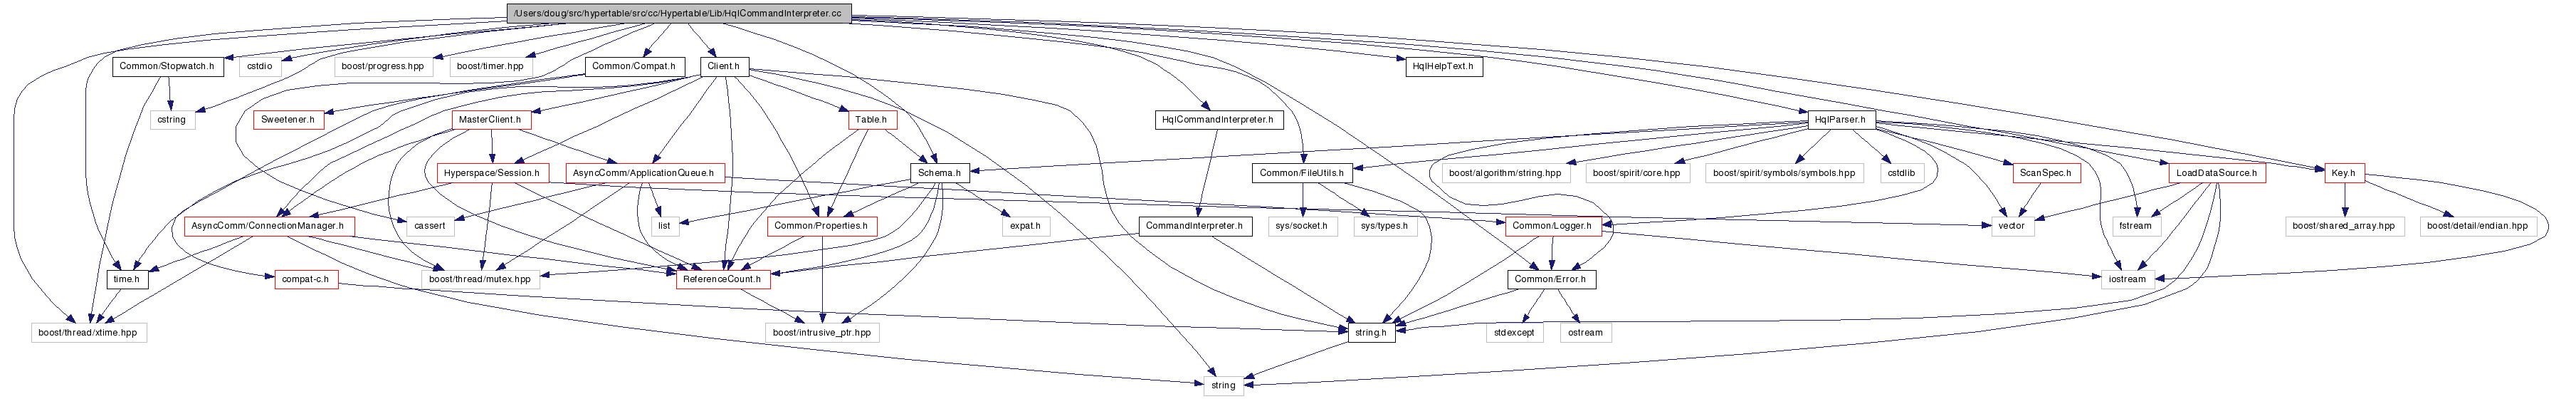 /Users/doug/src/hypertable/src/cc/Hypertable/Lib/HqlCommandInterpreter.cc
Common/Stopwatch.h
cstdio
boost/progress.hpp
boost/timer.hpp
Common/Compat.h
Client.h
HqlHelpText.h
cstring
Sweetener.h
MasterClient.h
Table.h
HqlCommandInterpreter.h
HqlParser.h
Hyperspace/Session.h
AsyncComm/ApplicationQueue.h
Schema.h
Common/FileUtils.h
boost/algorithm/string.hpp
boost/spirit/core.hpp
boost/spirit/symbols/symbols.hpp
cstdlib
ScanSpec.h
LoadDataSource.h
Key.h
AsyncComm/ConnectionManager.h
cassert
list
Common/Properties.h
expat.h
CommandInterpreter.h
sys/socket.h
sys/types.h
Common/Logger.h
vector
fstream
boost/shared_array.hpp
boost/detail/endian.hpp
time.h
compat-c.h
boost/thread/mutex.hpp
ReferenceCount.h
Common/Error.h
iostream
boost/thread/xtime.hpp
boost/intrusive_ptr.hpp
string.h
stdexcept
ostream
string